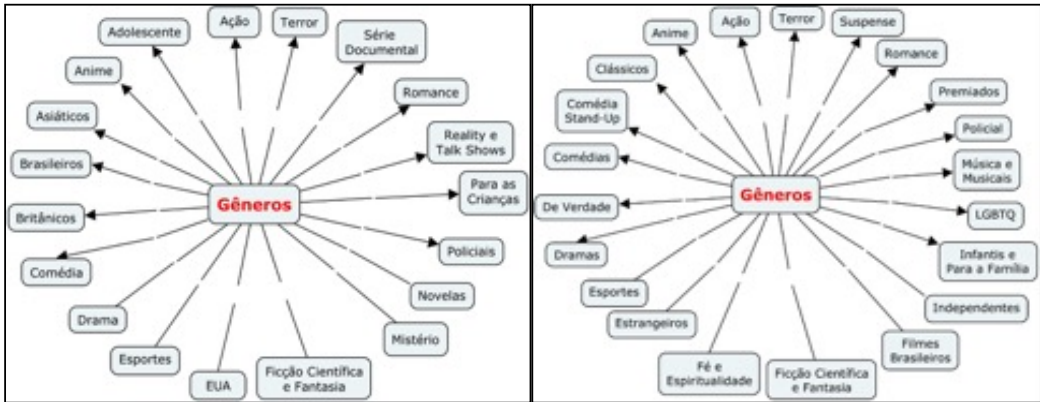 Gêneros
Ação
Terror
Série
Documental
Romance
Reality e
Talk Shows
Para as
Crianças
Policiais
Novelas
Mistério
Ficção Científica
e Fantasia
EUA
Esportes
Drama
Comédia
Britânicos
Brasileiros
Asiáticos
Anime
Adolescente
Gêneros
Ação
Terror
Suspense
Romance
Premiados
Policial
Música e
Musicais
LGBTQ
Infantis e
Para a Família
Independentes
Filmes
Brasileiros
Ficção Científica
e Fantasia
Fé e
Espiritualidade
Estrangeiros
Esportes
Dramas
De Verdade
Comédias
Comédia
Stand-Up
Clássicos
Anime